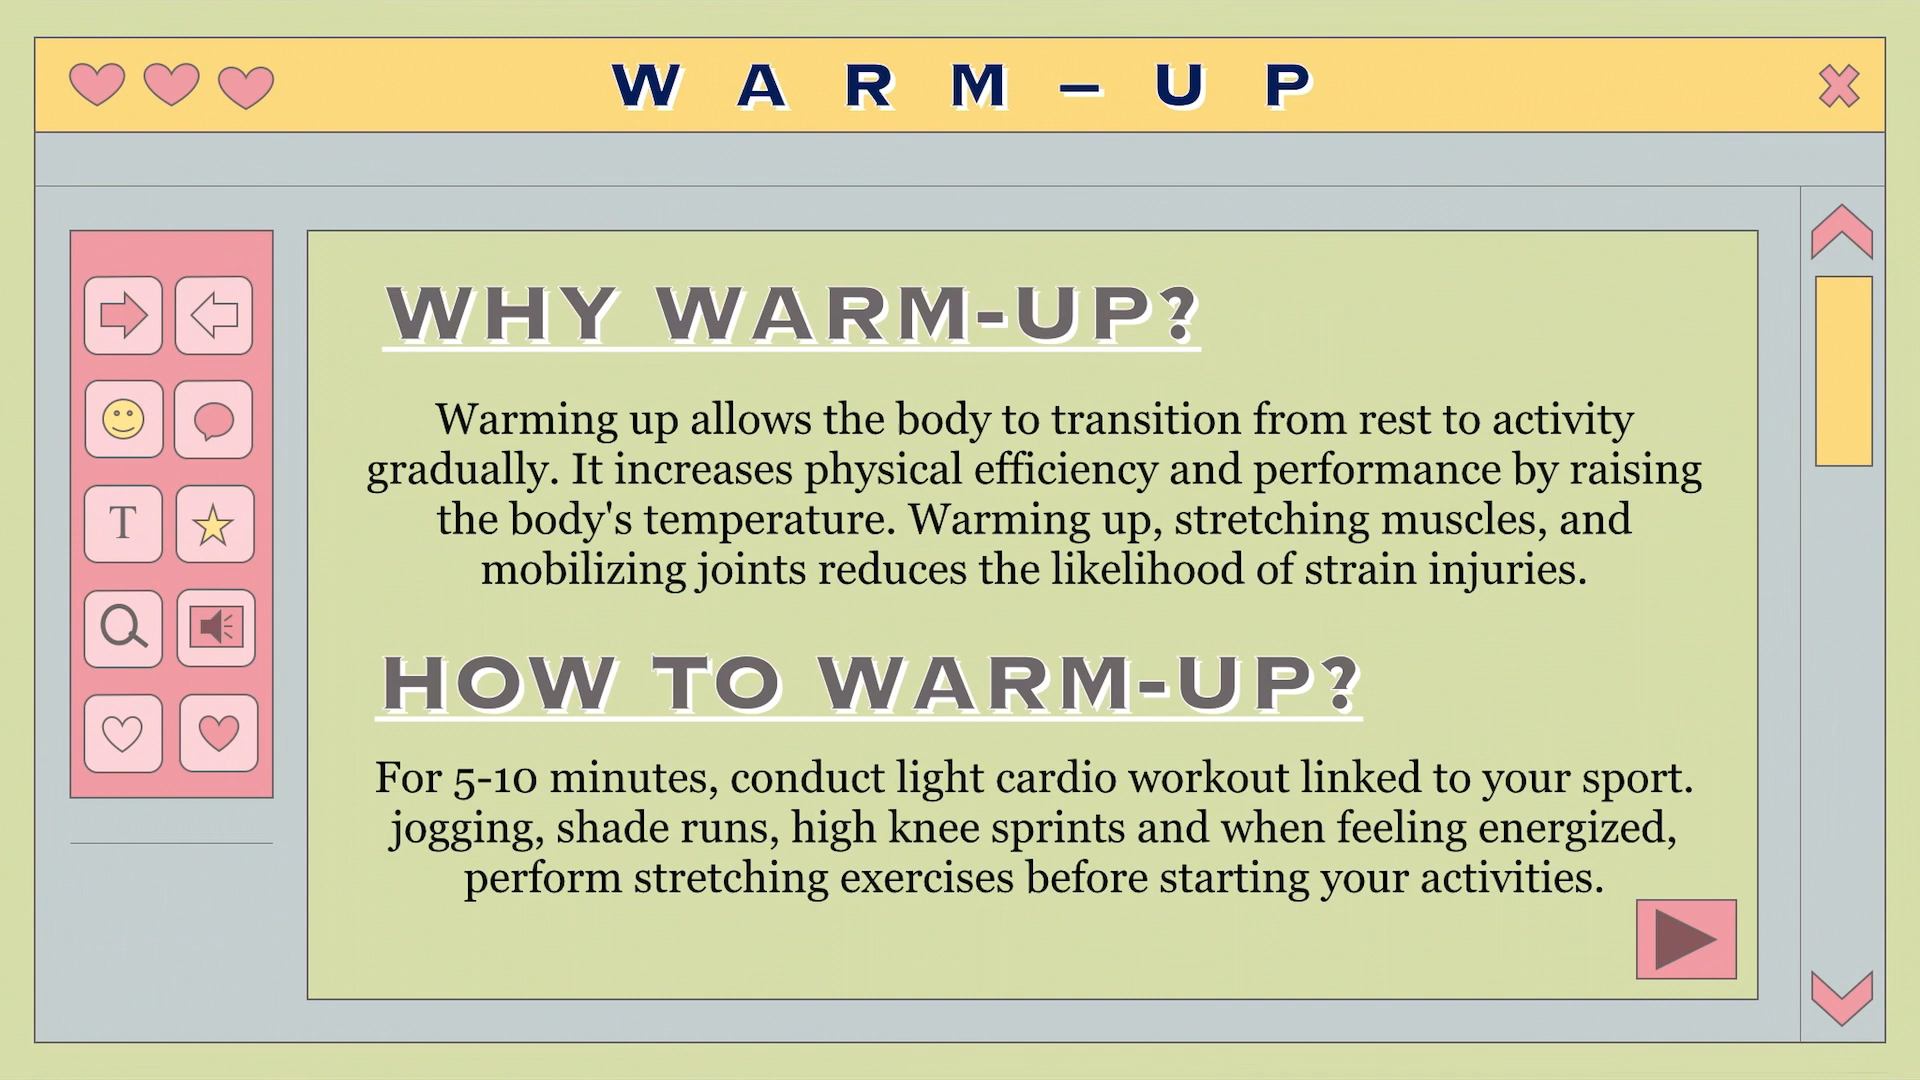 WARM–UP
WHY WARM-UP?
Warming up allows the body to transition from rest to activity
gradually. It increases physical efficiency and performance by raising
the body's temperature. Warming up, stretching muscles, and
mobilizing joints reduces the likelihood of strain injuries.
T
HOW TO WARM-UP?
For 5-10 minutes, conduct light cardio workout linked to your sport.
jogging, shade runs, high knee sprints and when feeling energized,
perform stretching exercises before starting your activities.